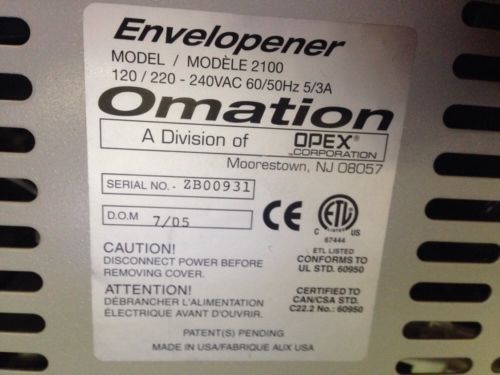 Envelopener
MODEL / MODÈLE 2100
120 / 220 - 240VAC 60/50Hz 5/3A
Omation
A Division of OPEX®
CORPORATION
Moorestown, NJ 08057
SERIAL NO. - ZB00931
D.O.M 7/05
CE
ETL
LISTED
C US
67444
CAUTION!
DISCONNECT POWER BEFORE
REMOVING COVER.
ETL LISTED
CONFORMS TO
UL STD. 60950
ATTENTION!
DÉBRANCHER L'ALIMENTATION
ÉLECTRIQUE AVANT D'OUVRIR.
CERTIFIED TO
CAN/CSA STD.
C22.2 No.: 60950
PATENT(S) PENDING
MADE IN USA/FABRIQUE AUX USA